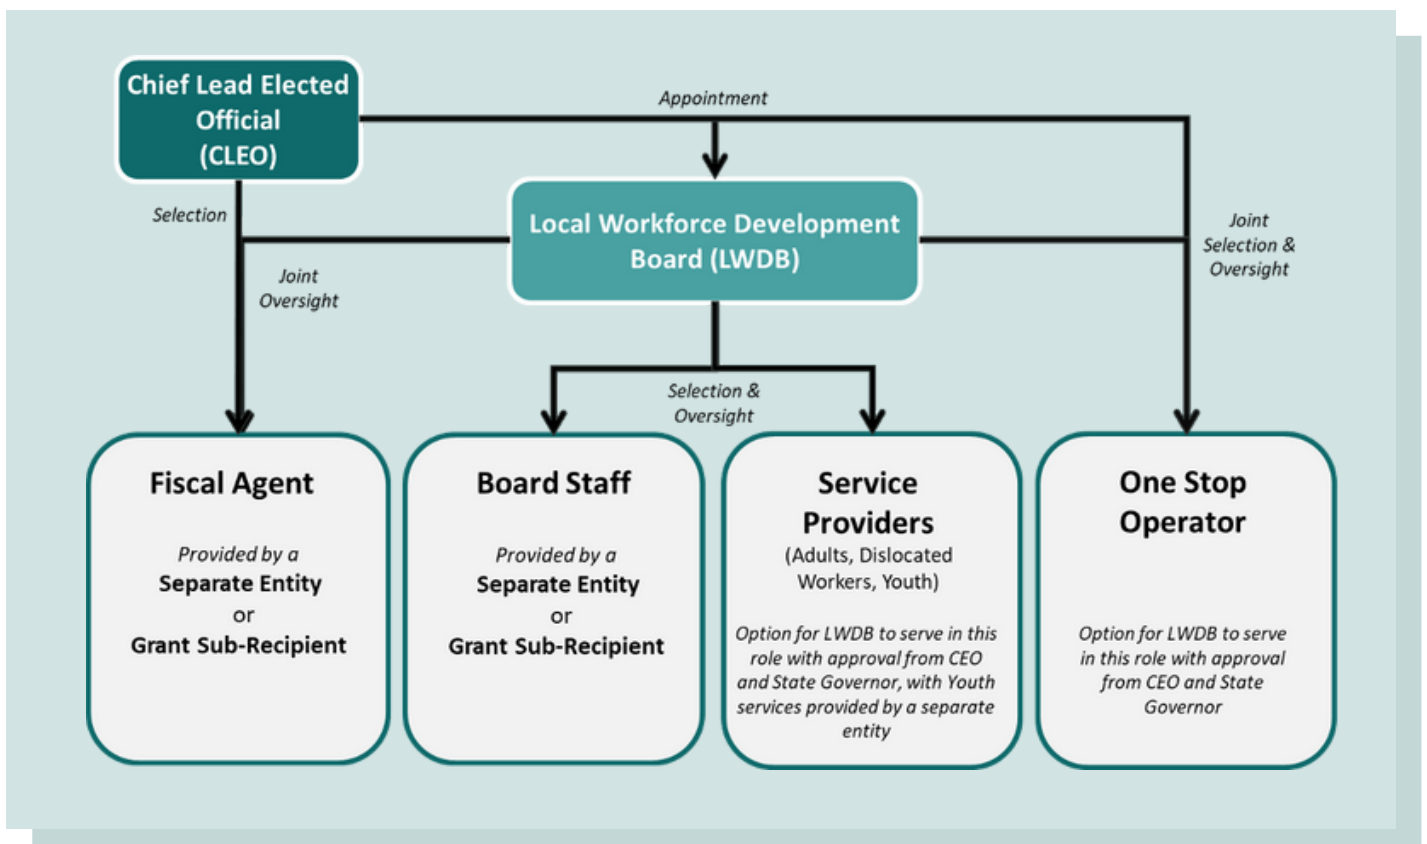 Chief Lead Elected
Official
(CLEO)
Appointment
Selection
Local Workforce Development
Board (LWDB)
Joint
Selection &
Oversight
Joint
Oversight
Selection &
Oversight
Fiscal Agent
Provided by a
Separate Entity
or
Grant Sub-Recipient
Board Staff
Provided by a
Separate Entity
or
Grant Sub-Recipient
Service
Providers
(Adults, Dislocated
Workers, Youth)
Option for LWDB to serve in this
role with approval from CEO
and State Governor, with Youth
services provided by a separate
entity
One Stop
Operator
Option for LWDB to serve
in this role with approval
from CEO and State
Governor